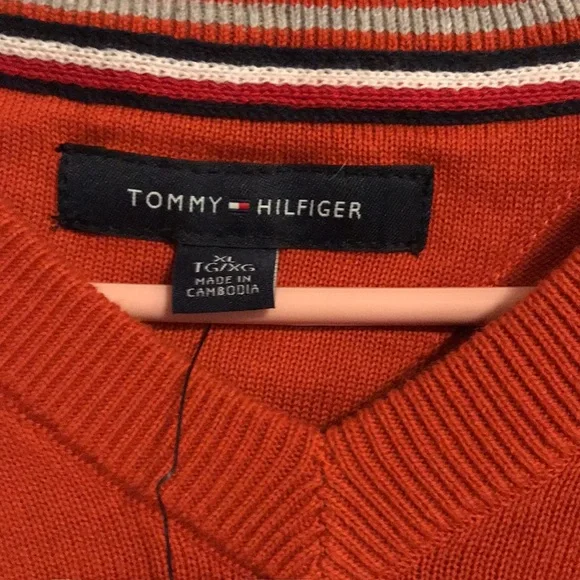 TOMMY HILFIGER
XL
TG/XG
MADE IN
CAMBODIA